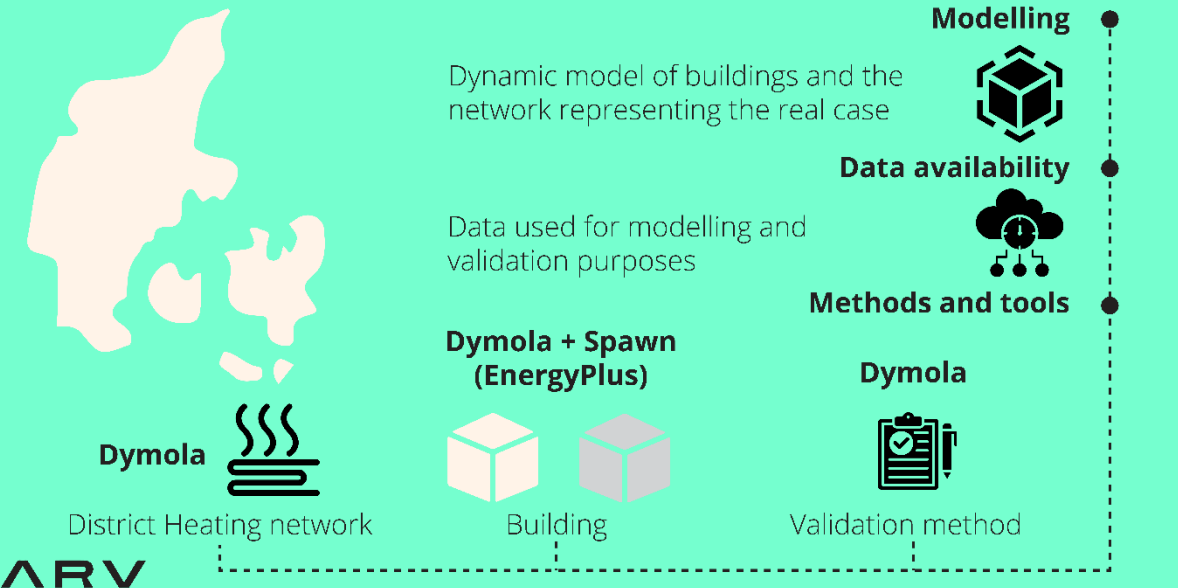 Modelling
Dynamic model of buildings and the
network representing the real case
Data availability
Data used for modelling and
validation purposes
Methods and tools
Dymola + Spawn
(EnergyPlus)
Dymola
Dymola
District Heating network
Building
Validation method
ARV